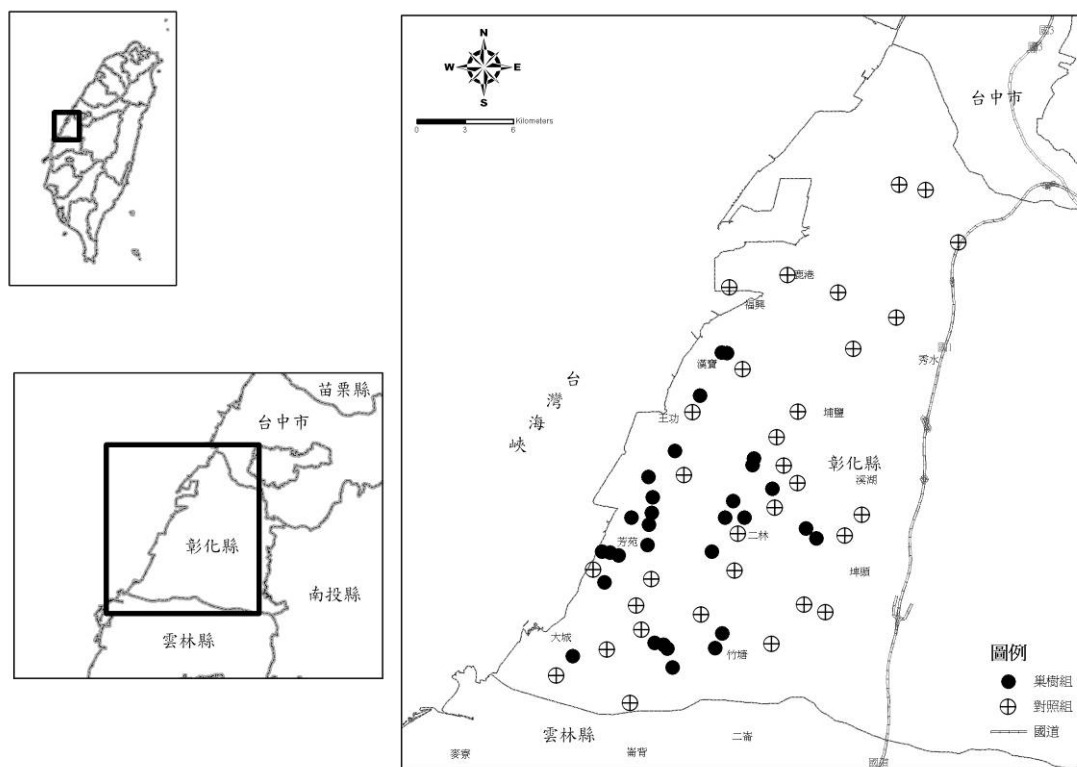 苗栗縣
台中市
彰化縣
南投縣
雲林縣
N
W E
S
Kilometers
0 3 6
國3
台中市
鹿港
福興
秀水
漢寶
台灣海峽
王功
埔鹽
彰化縣
溪湖
二林
芳苑
埤頭
大城
竹塘
雲林縣
二崙
崙背
麥寮
圖例
巢樹組
對照組
國道